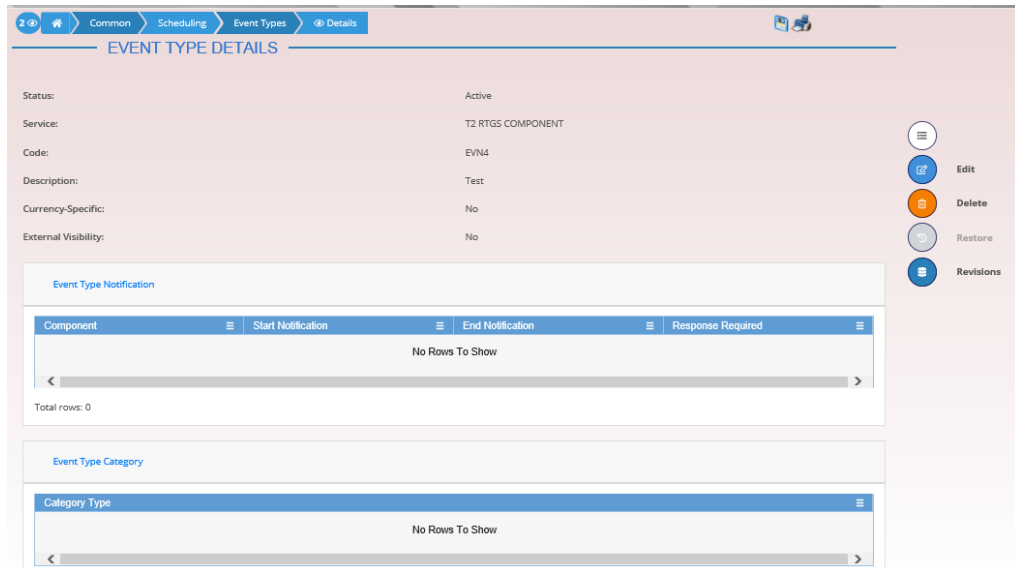 2 Common Scheduling Event Types Details
EVENT TYPE DETAILS
Status: Active
Service: T2 RTGS COMPONENT
Code: EVN4
Description: Test
Currency-Specific: No
External Visibility: No
Edit
Delete
Restore
Revisions
Event Type Notification
Component Start Notification End Notification Response Required
No Rows To Show
Total rows: 0
Event Type Category
Category Type
No Rows To Show